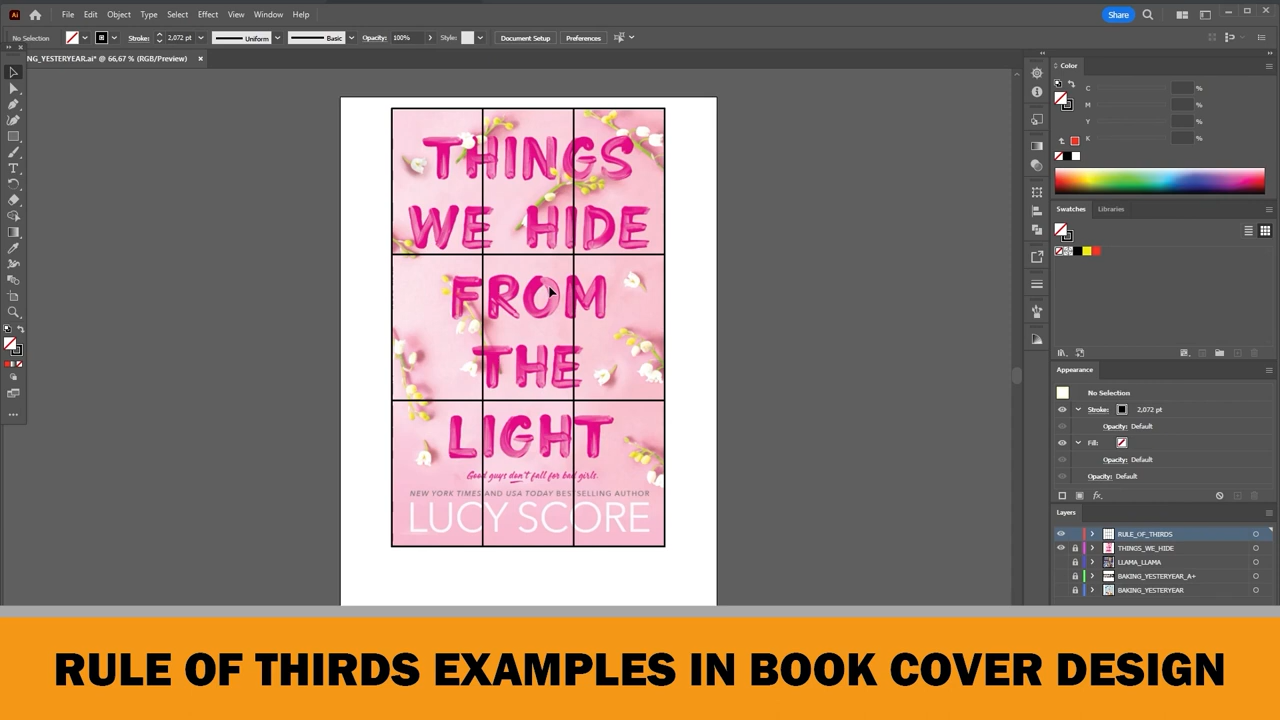 Ai File Edit Object Type Select Effect View Window Help Share
No Selection Stroke: 2,072 pt Uniform Basic Opacity: 100% Style: Document Setup Preferences
NG_YESTERYEAR.ai* @ 66,67 % (RGB/Preview) ×
THINGS
WE HIDE
FROM
THE
LIGHT
Good guys don't fall for bad girls.
NEW YORK TIMES AND USA TODAY BESTSELLING AUTHOR
LUCY SCORE
Color
C %
M %
Y %
K %
Swatches Libraries
Appearance
No Selection
Stroke: 2,072 pt
Opacity: Default
Fill:
Opacity: Default
Opacity: Default
fx
Layers
RULE_OF_THIRDS
THINGS_WE_HIDE
LLAMA_LLAMA
BAKING_YESTERYEAR_A+
BAKING_YESTERYEAR
RULE OF THIRDS EXAMPLES IN BOOK COVER DESIGN